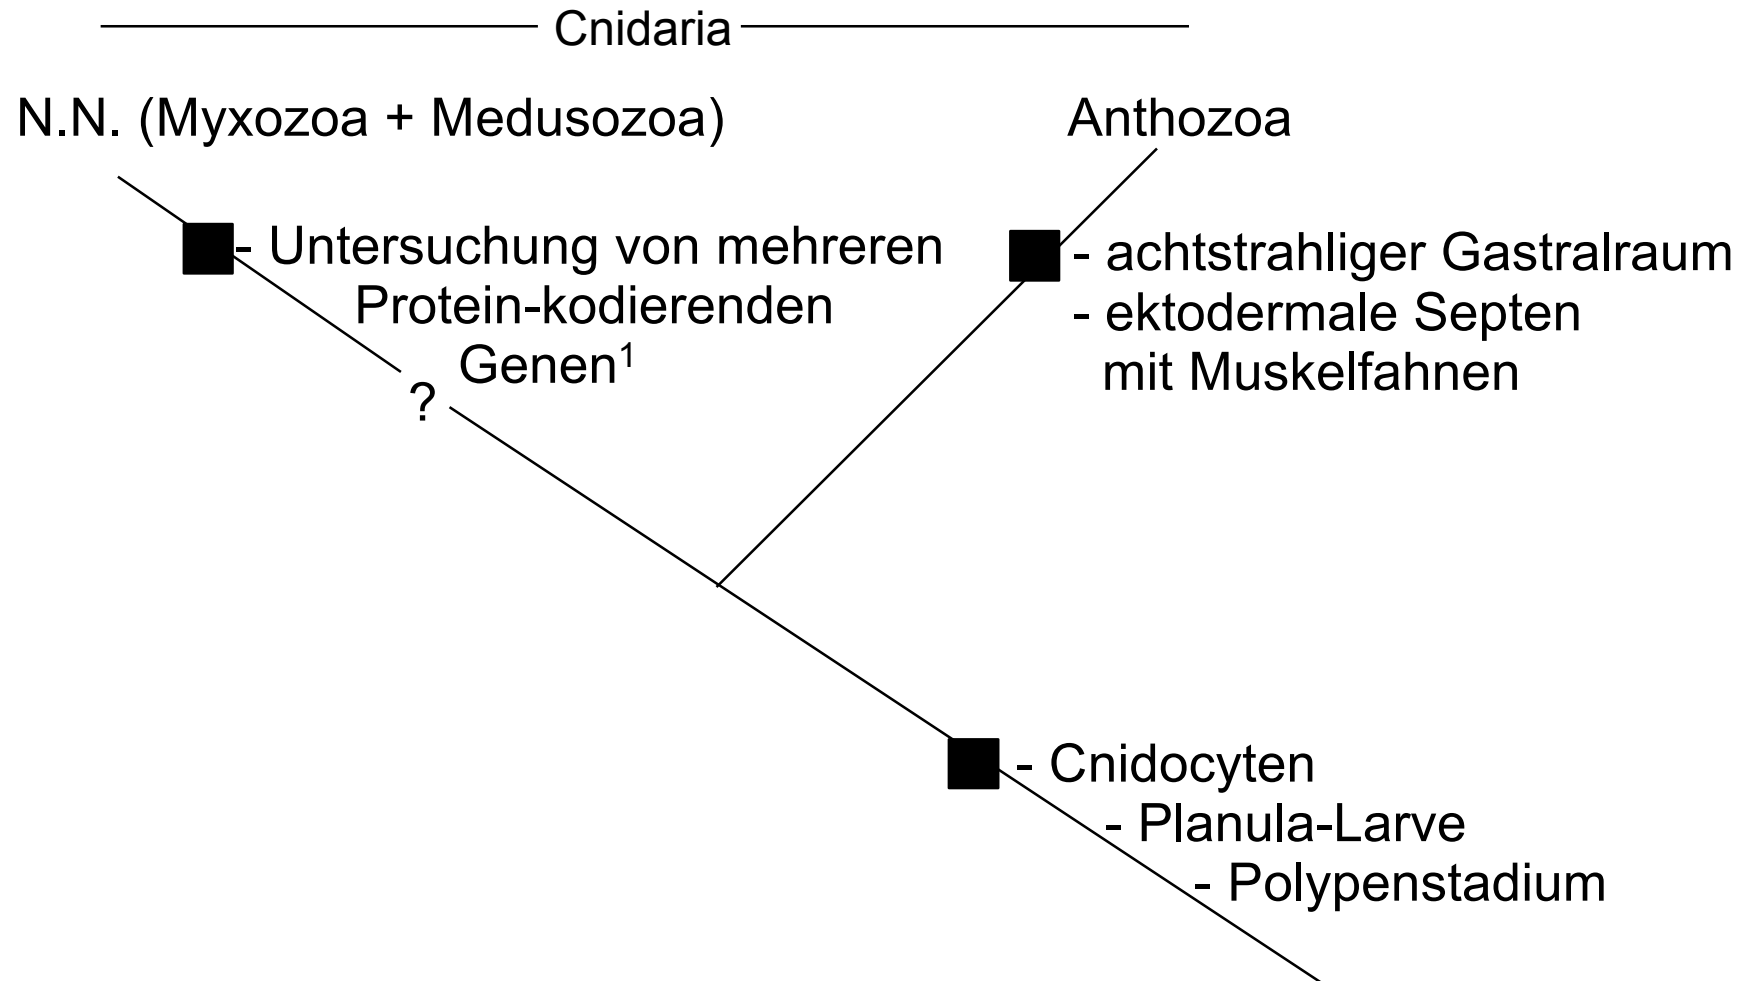 Cnidaria
N.N. (Myxozoa + Medusozoa)
Anthozoa
- Untersuchung von mehreren
Protein-kodierenden
Genen¹
?
- achtstrahliger Gastralraum
- ektodermale Septen
mit Muskelfahnen
- Cnidocyten
- Planula-Larve
- Polypenstadium